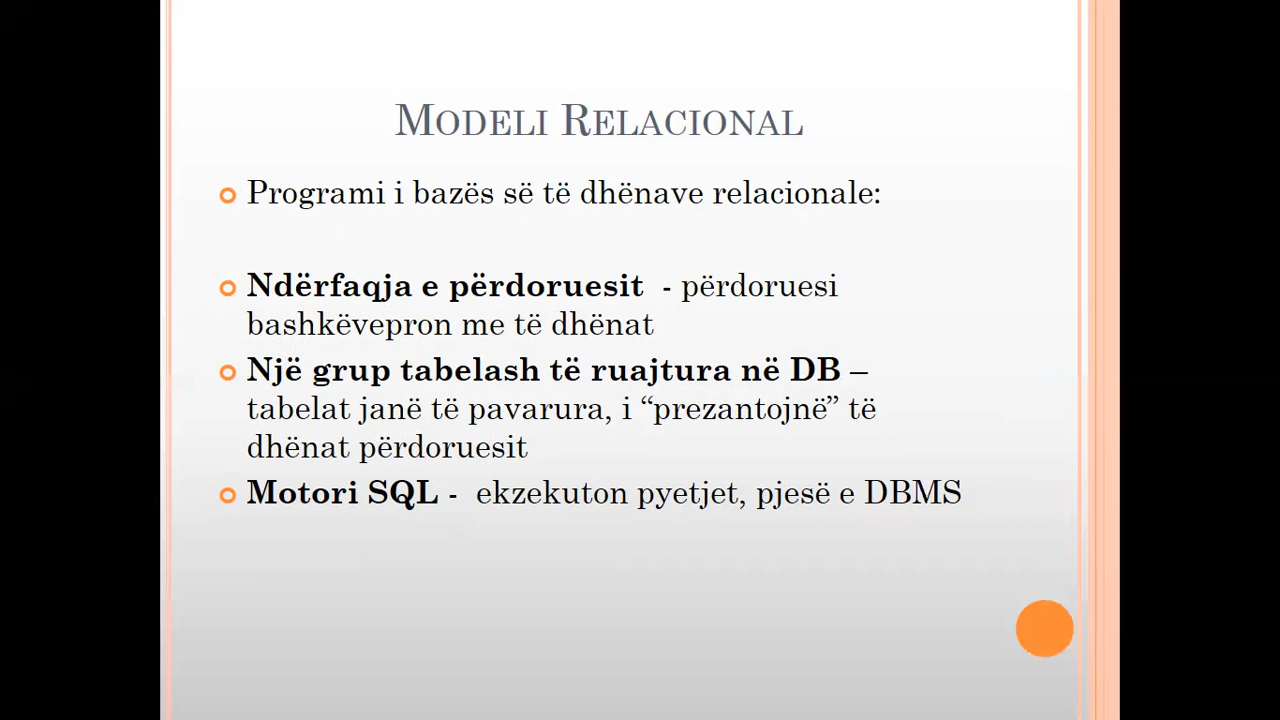 Modeli Relacional
Programi i bazës së të dhënave relacionale:
Ndërfaqja e përdoruesit - përdoruesi
bashkëvepron me të dhënat
Një grup tabelash të ruajtura në DB –
tabelat janë të pavarura, i “prezantojnë” të
dhënat përdoruesit
Motori SQL - ekzekuton pyetjet, pjesë e DBMS